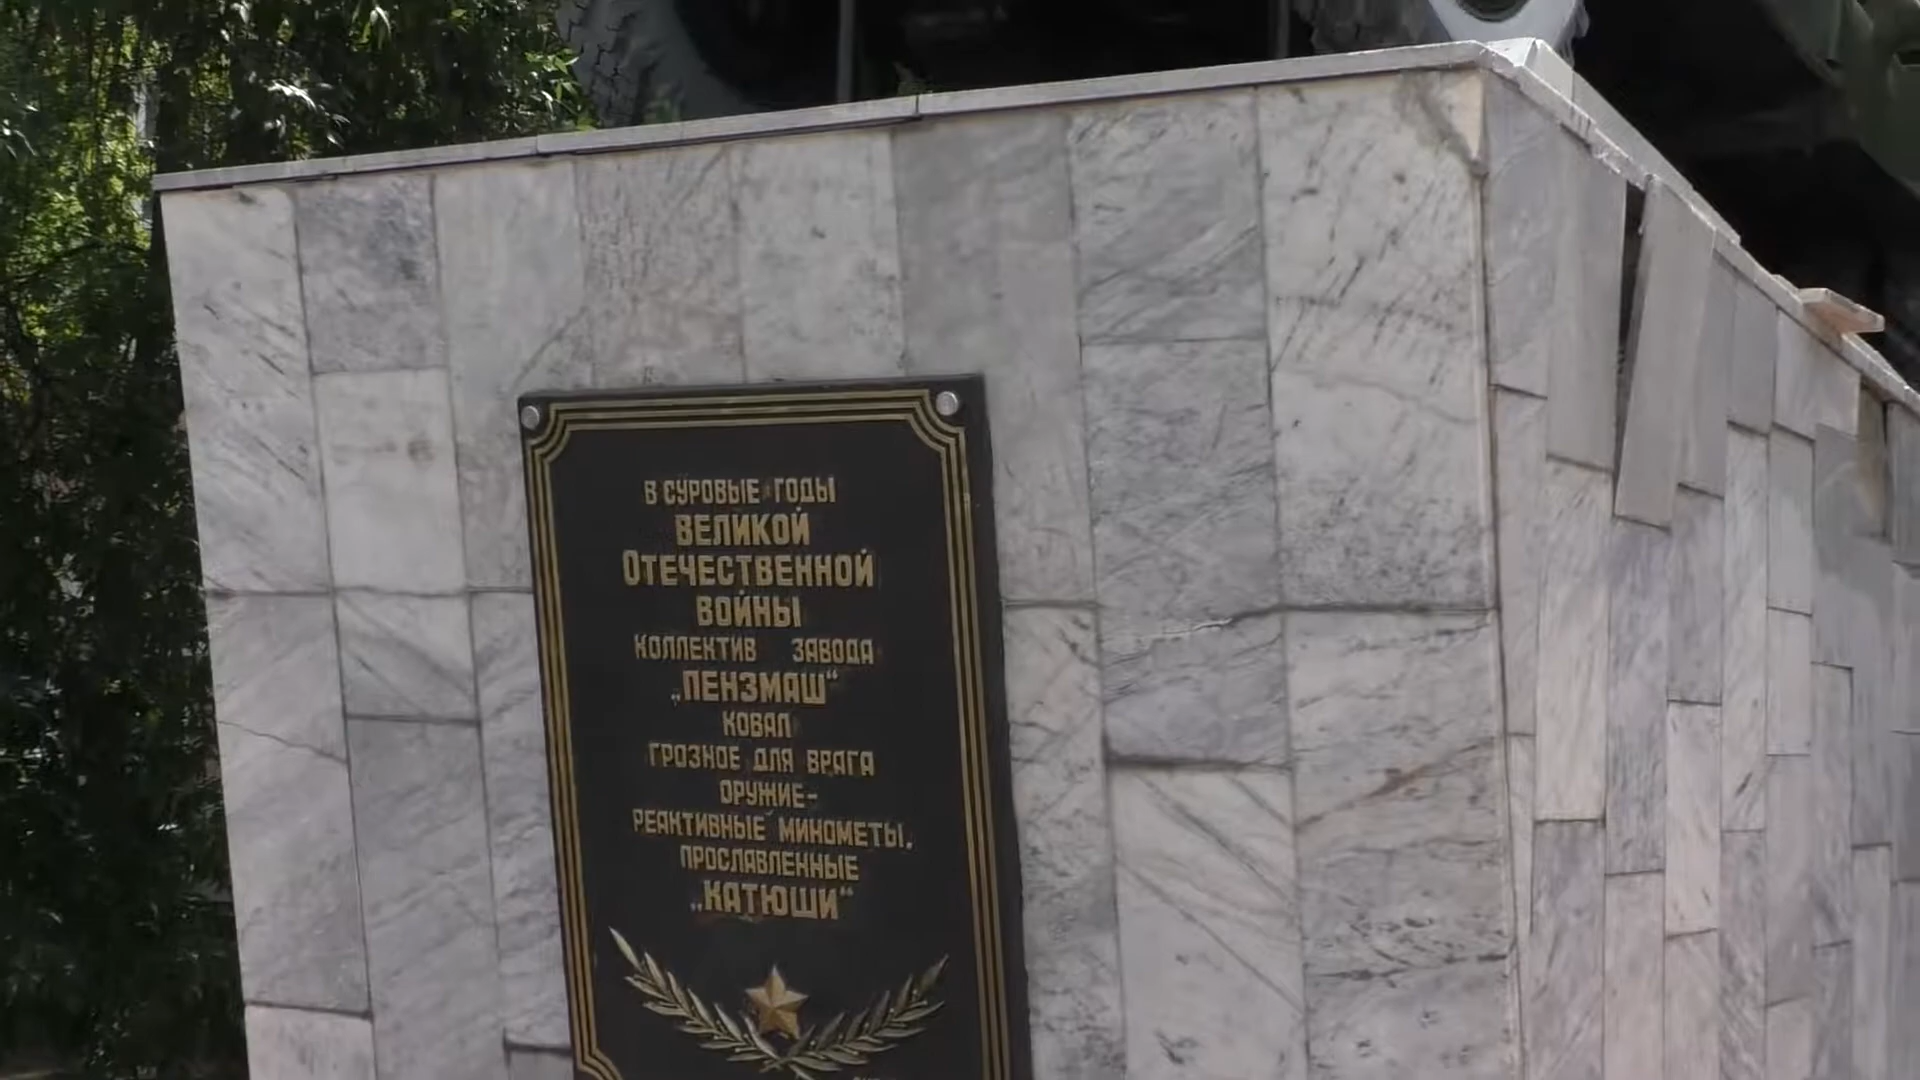 В СУРОВЫЕ ГОДЫ
ВЕЛИКОЙ
ОТЕЧЕСТВЕННОЙ
ВОЙНЫ
КОЛЛЕКТИВ ЗАВОДА
„ПЕНЗМАШ“
КОВАЛ
ГРОЗНОЕ ДЛЯ ВРАГА
ОРУЖИЕ-
РЕАКТИВНЫЕ МИНОМЕТЫ,
ПРОСЛАВЛЕННЫЕ
„КАТЮШИ“